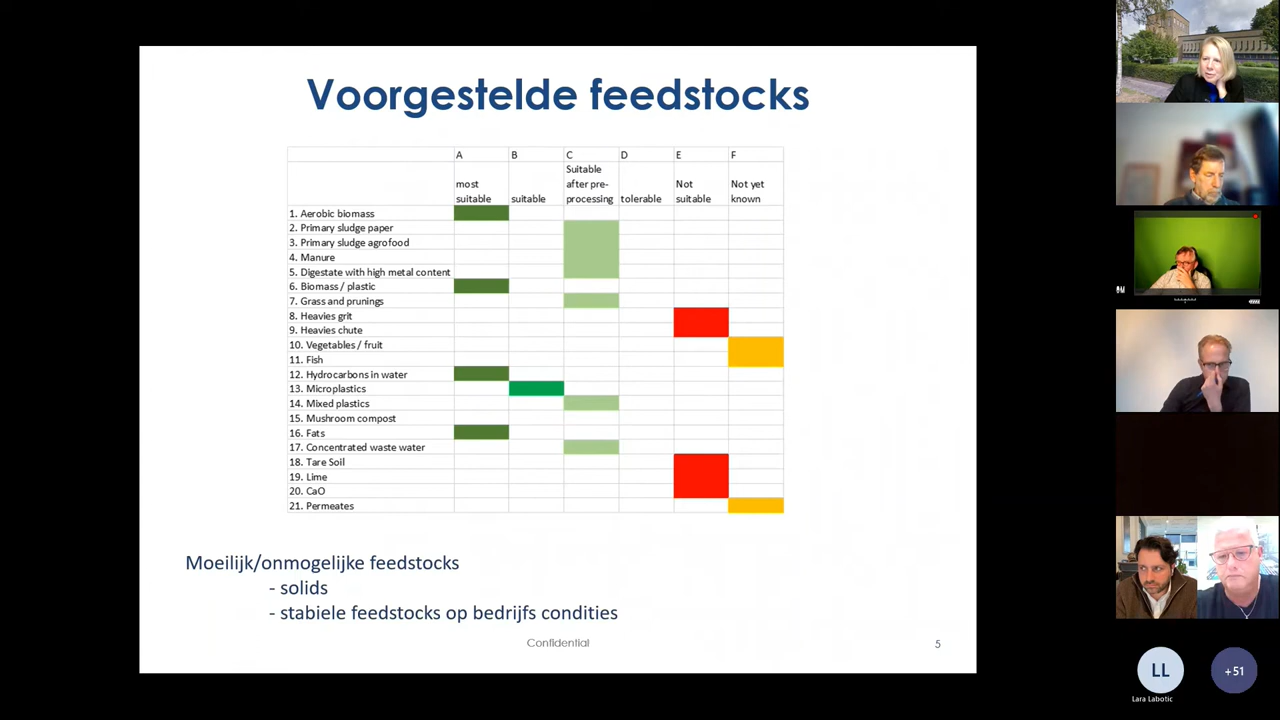 Voorgestelde feedstocks
A B C D E F
most suitable
suitable
Suitable after pre-processing
tolerable
Not suitable
Not yet known
1. Aerobic biomass
2. Primary sludge paper
3. Primary sludge agrofood
4. Manure
5. Digestate with high metal content
6. Biomass / plastic
7. Grass and prunings
8. Heavies grit
9. Heavies chute
10. Vegetables / fruit
11. Fish
12. Hydrocarbons in water
13. Microplastics
14. Mixed plastics
15. Mushroom compost
16. Fats
17. Concentrated waste water
18. Tare Soil
19. Lime
20. CaO
21. Permeates
Moeilijk/onmogelijke feedstocks
- solids
- stabiele feedstocks op bedrijfs condities
Confidential
5
LL
+51
Lara Labotic